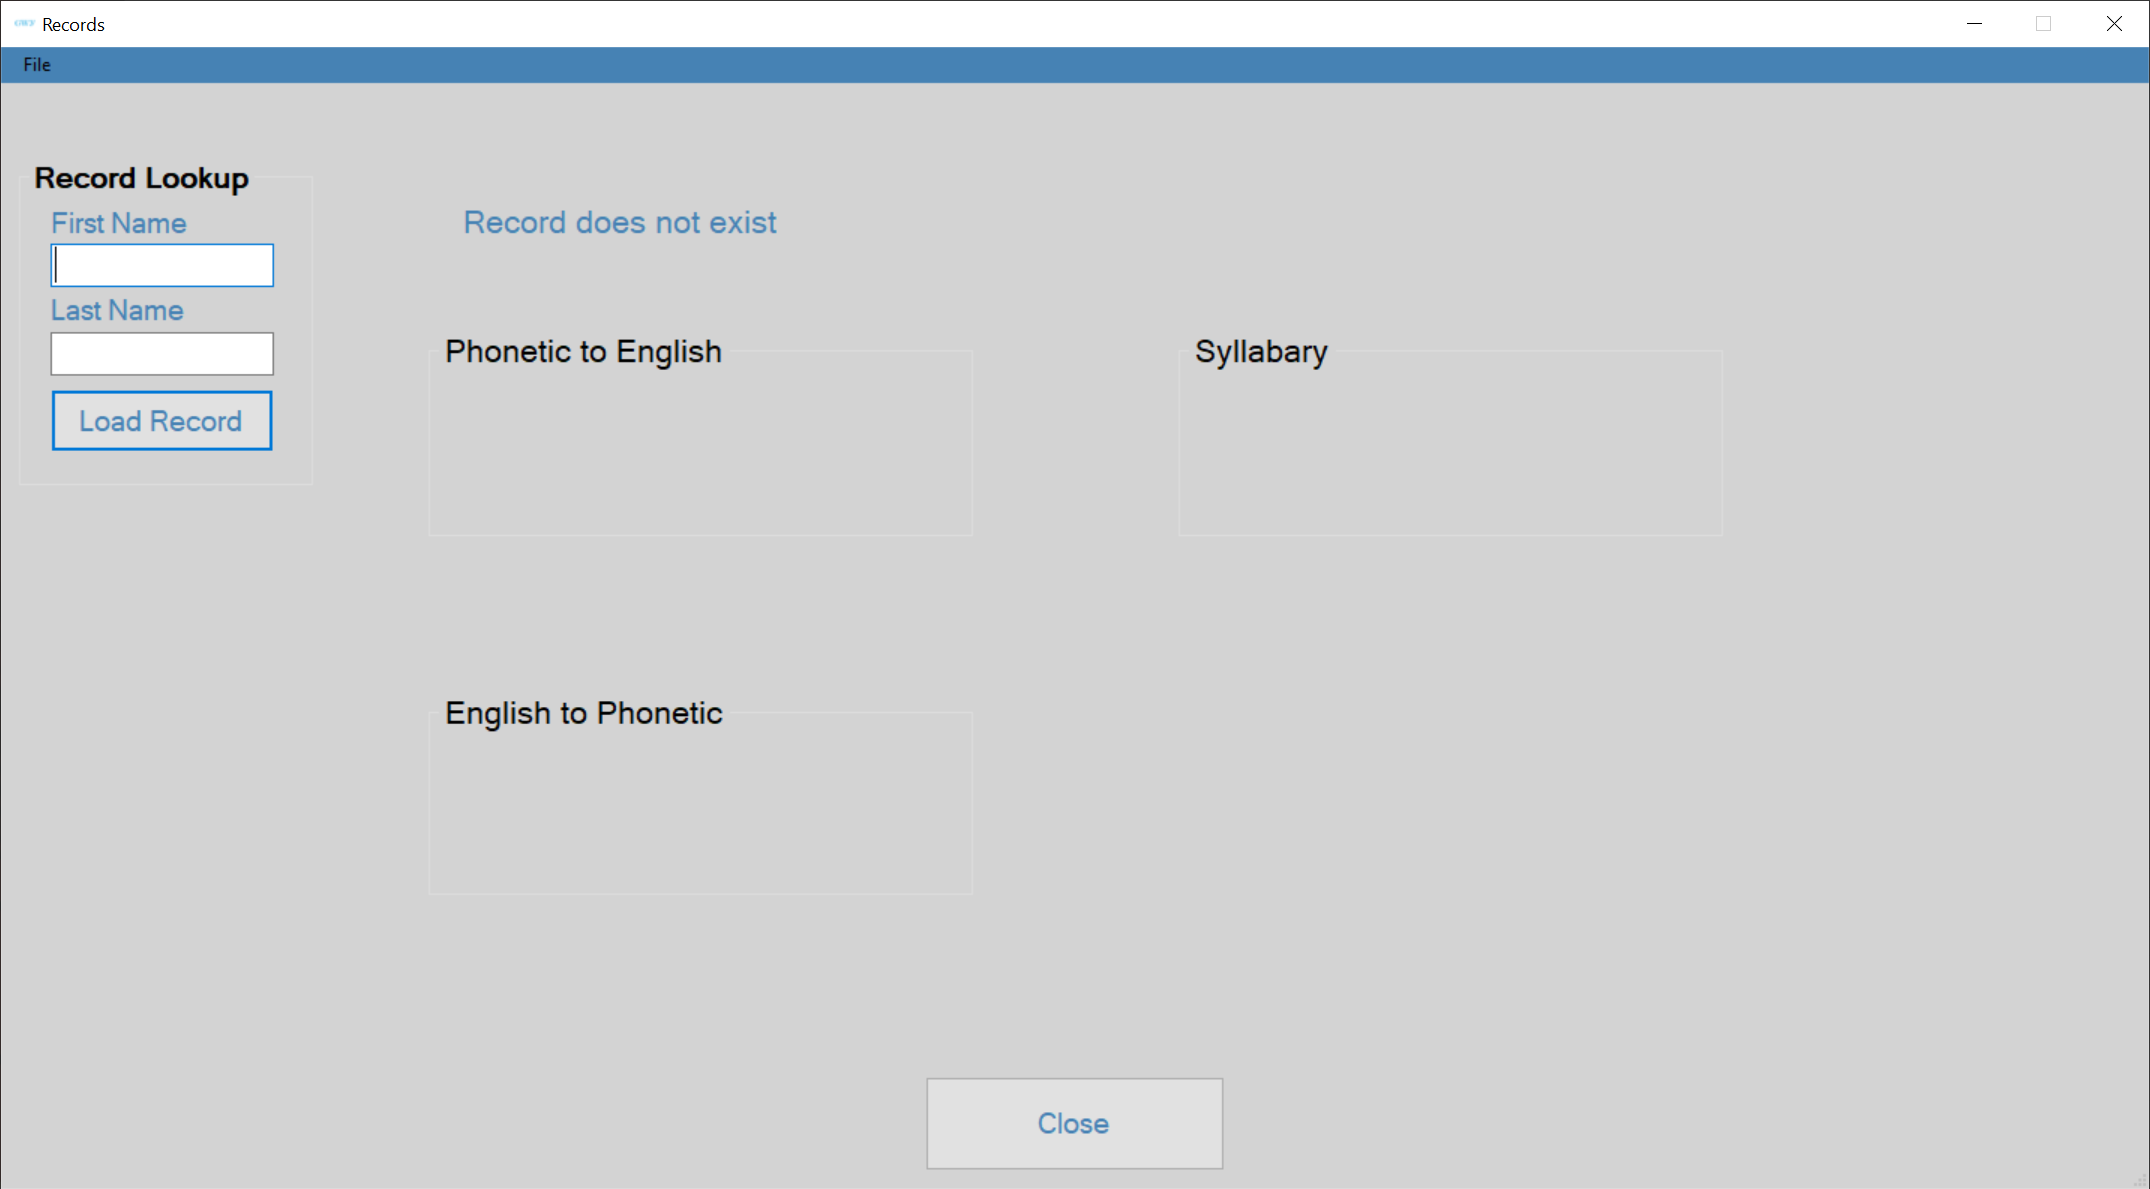 Records
File
Record Lookup
First Name
Record does not exist
Last Name
Load Record
Phonetic to English
Syllabary
English to Phonetic
Close